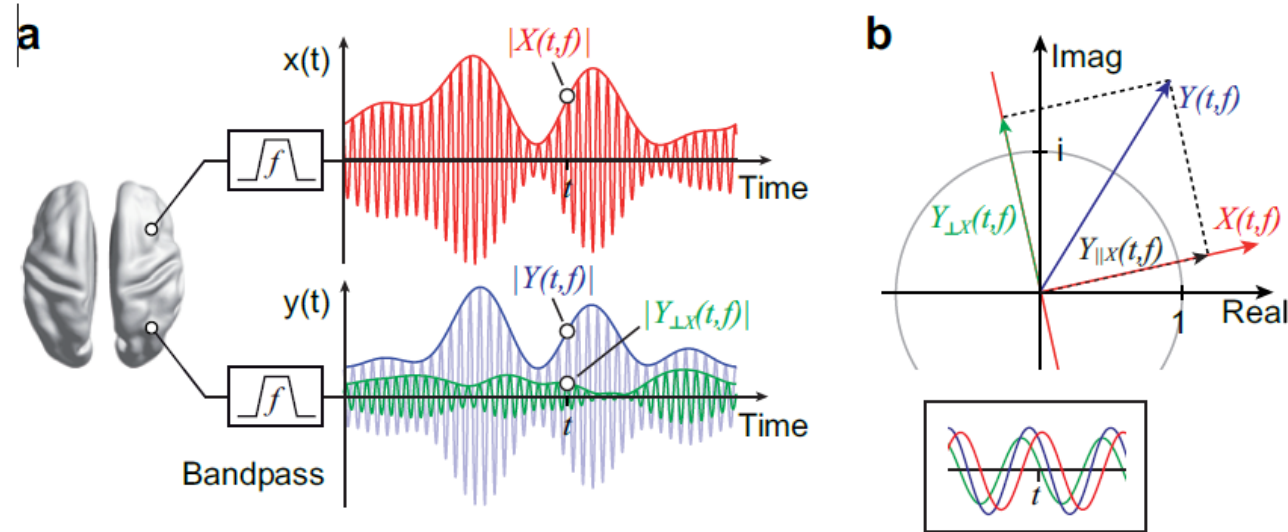 a
x(t)
|X(t,f)|
f
t
Time
y(t)
|Y(t,f)|
|Y⊥X(t,f)|
f
t
Time
Bandpass
b
Imag
Y(t,f)
i
Y⊥X(t,f)
X(t,f)
Y||X(t,f)
1
Real
t